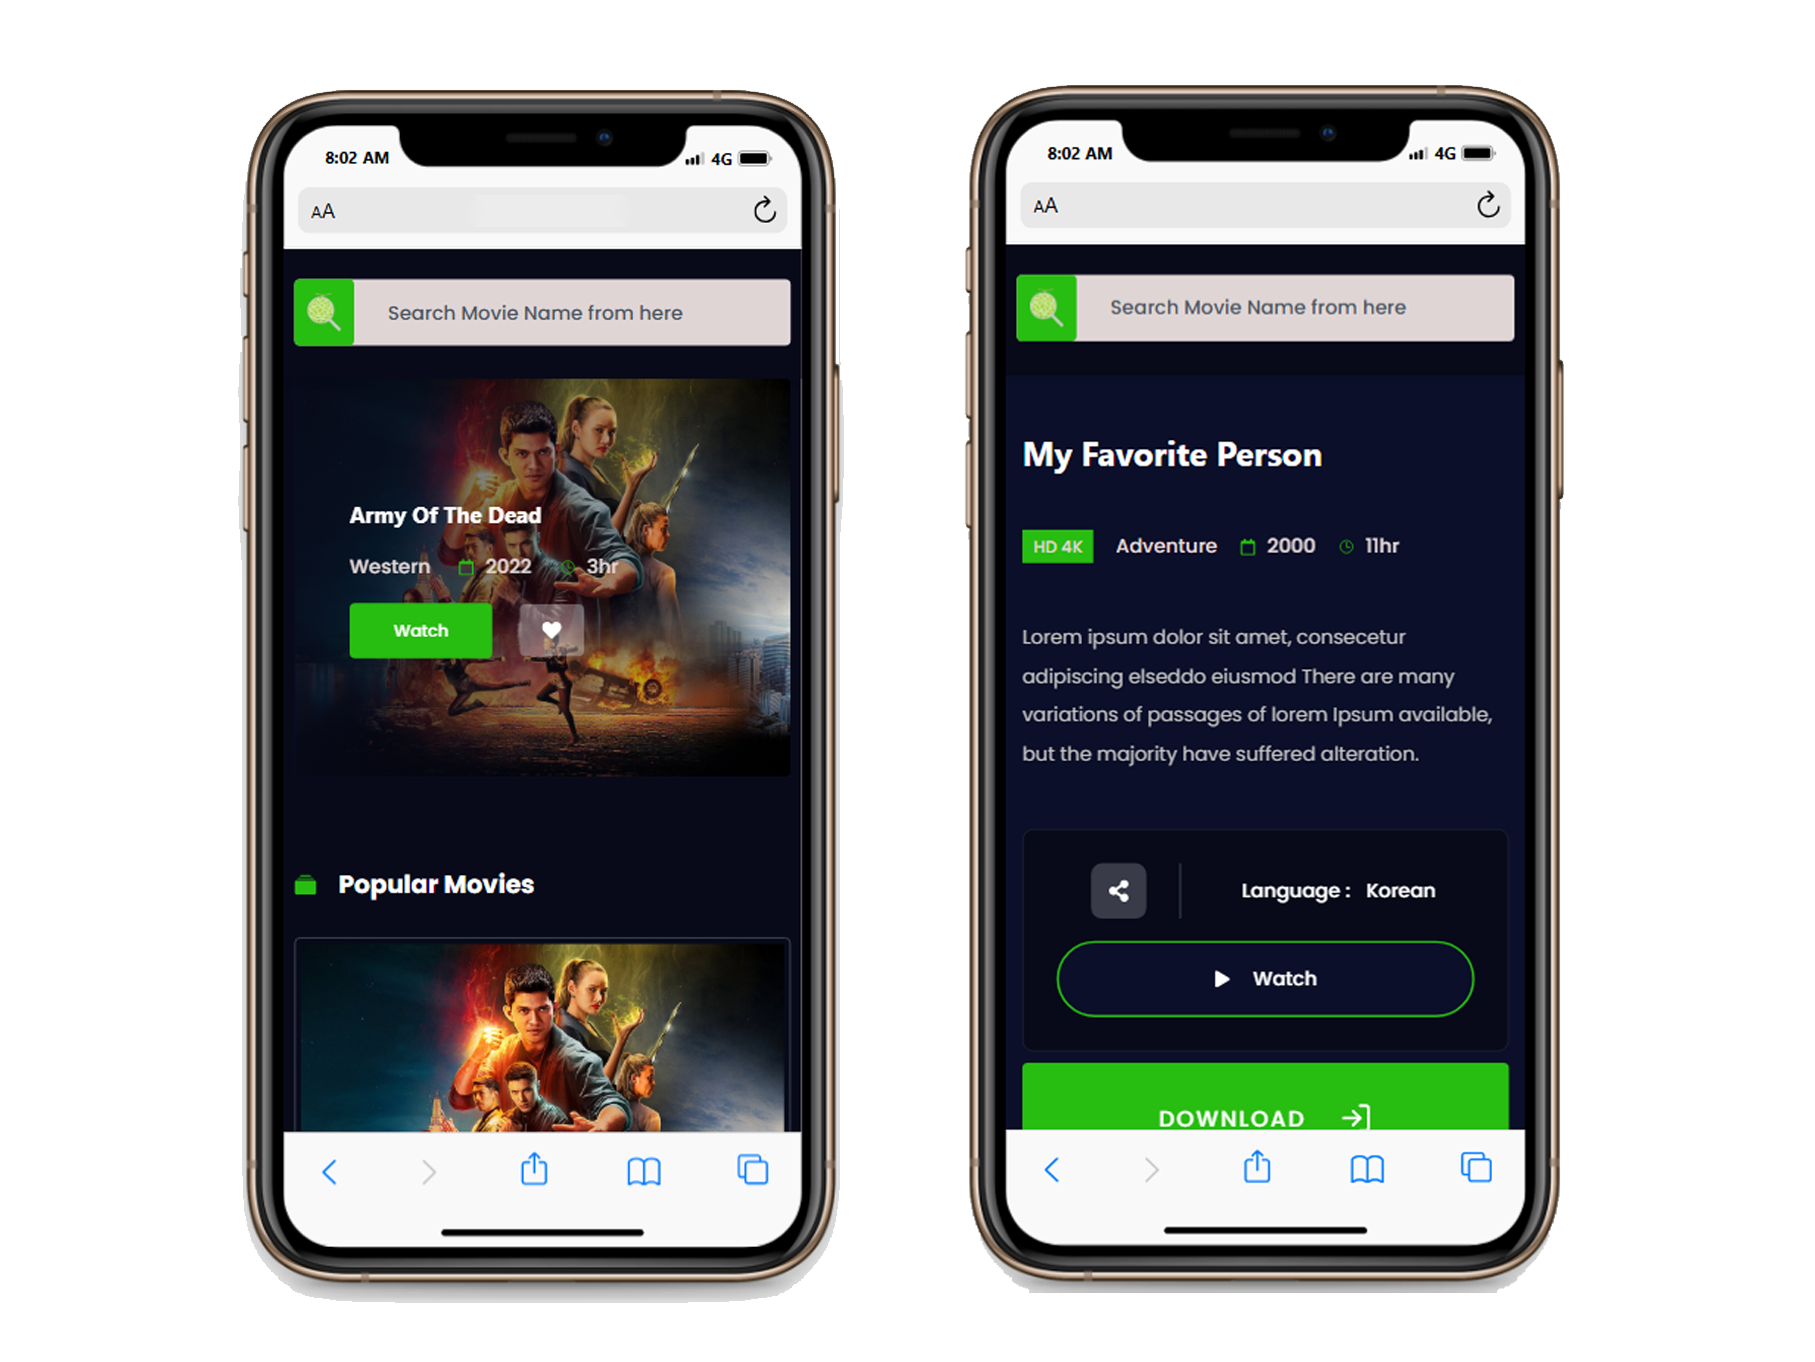 8:02 AM
4G
AA
Search Movie Name from here
Army Of The Dead
Western 2022 3hr
Watch
Popular Movies
8:02 AM
4G
AA
Search Movie Name from here
My Favorite Person
HD 4K Adventure 2000 11hr
Lorem ipsum dolor sit amet, consecetur
adipiscing elseddo eiusmod There are many
variations of passages of lorem Ipsum available,
but the majority have suffered alteration.
Language : Korean
Watch
DOWNLOAD